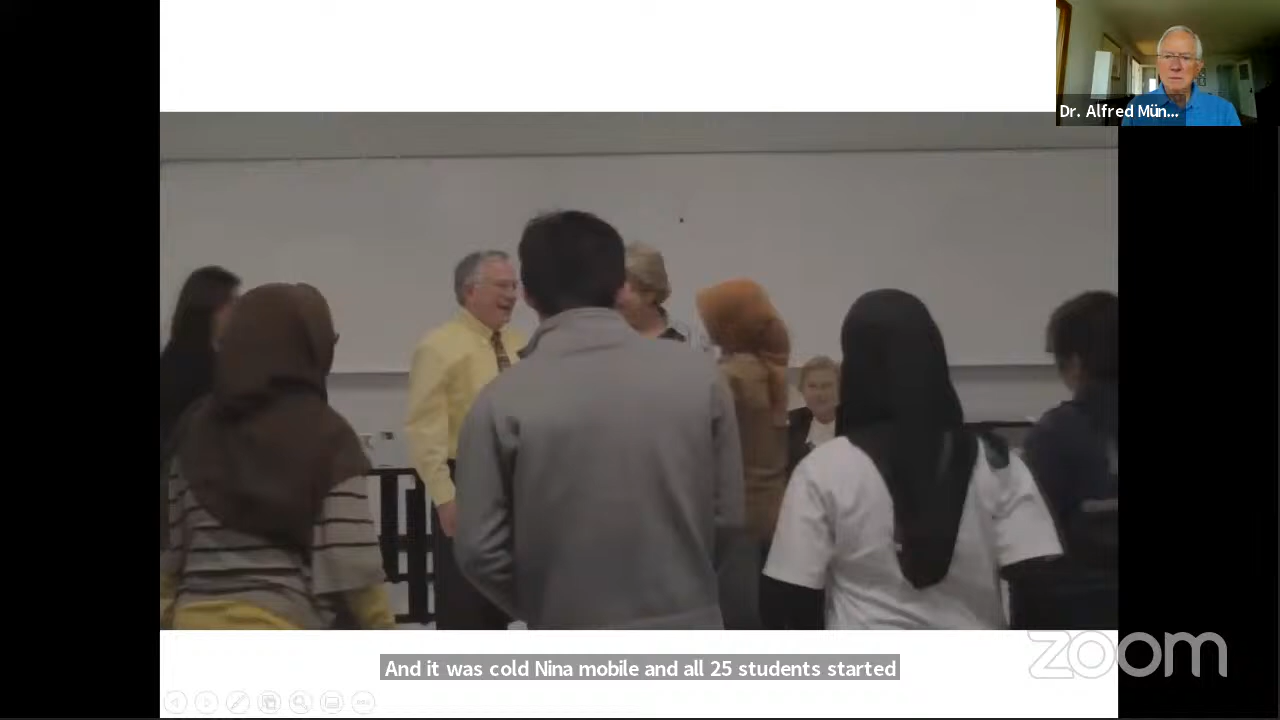 Dr. Alfred Mün...
And it was cold Nina mobile and all 25 students started
zoom